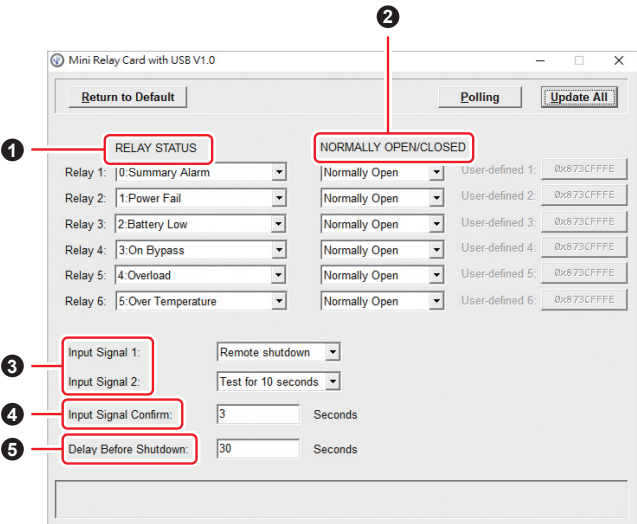 2
Mini Relay Card with USB V1.0
Return to Default Polling Update All
1 RELAY STATUS NORMALLY OPEN/CLOSED
Relay 1: 0:Summary Alarm Normally Open User-defined 1: 0x873CFFFE
Relay 2: 1:Power Fail Normally Open User-defined 2: 0x873CFFFE
Relay 3: 2:Battery Low Normally Open User-defined 3: 0x873CFFFE
Relay 4: 3:On Bypass Normally Open User-defined 4: 0x873CFFFE
Relay 5: 4:Overload Normally Open User-defined 5: 0x873CFFFE
Relay 6: 5:Over Temperature Normally Open User-defined 6: 0x873CFFFE
Input Signal 1: Remote shutdown
3
Input Signal 2: Test for 10 seconds
4 Input Signal Confirm: 3 Seconds
5 Delay Before Shutdown: 30 Seconds